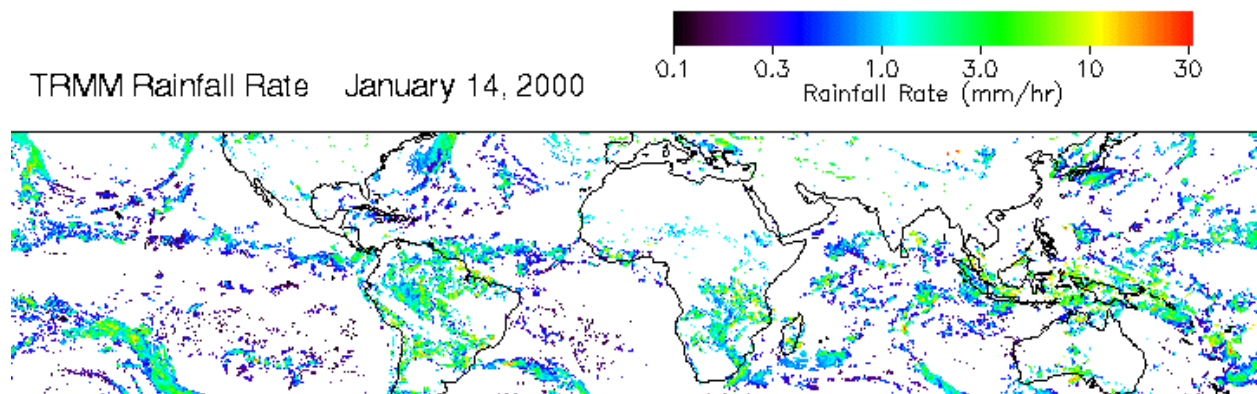 0.1 0.3 1.0 3.0 10 30
TRMM Rainfall Rate January 14, 2000
Rainfall Rate (mm/hr)